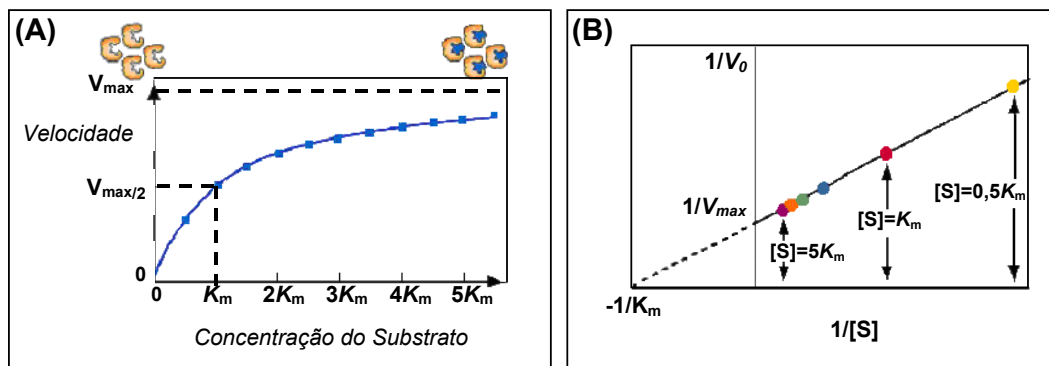 (A)
Vmax
Velocidade
Vmax/2
0
0 Km 2Km 3Km 4Km 5Km
Concentração do Substrato
(B)
1/V0
1/Vmax
[S]=5Km
[S]=Km
[S]=0,5Km
-1/Km
1/[S]